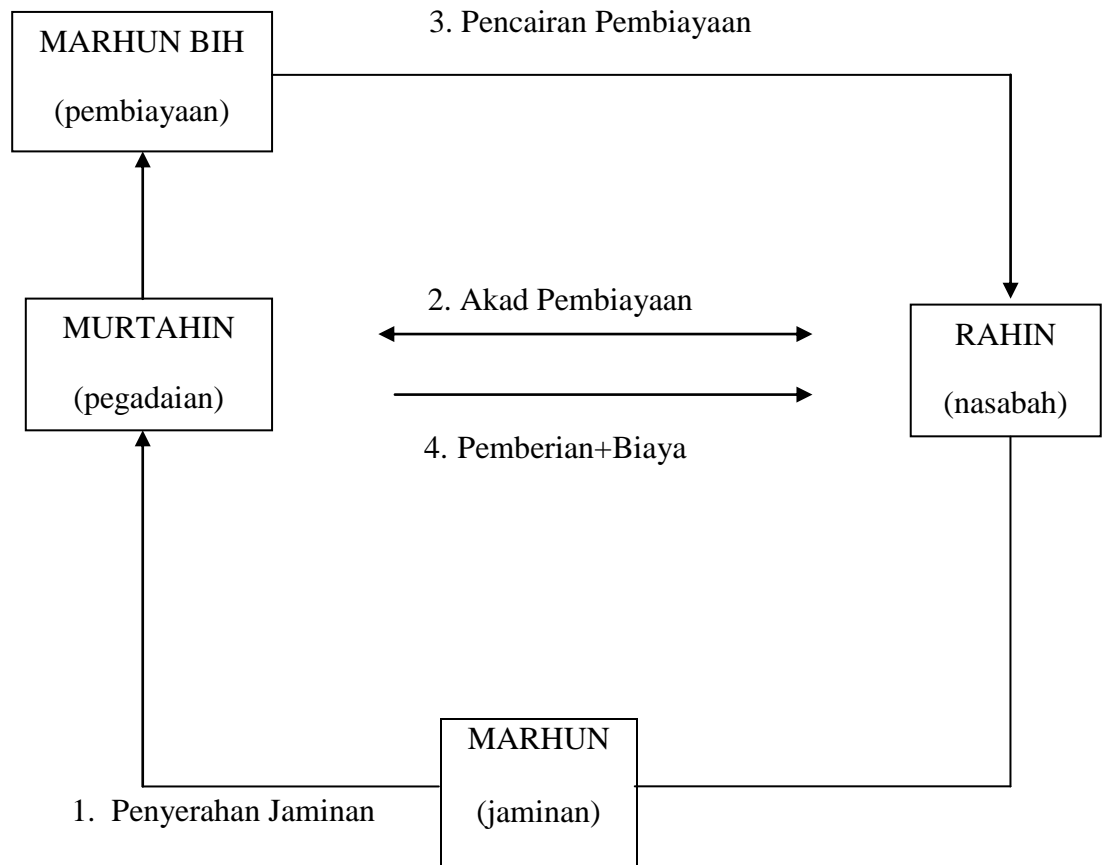 3. Pencairan Pembiayaan
MARHUN BIH
(pembiayaan)
2. Akad Pembiayaan
MURTAHIN
(pegadaian)
RAHIN
(nasabah)
4. Pemberian+Biaya
MARHUN
(jaminan)
1. Penyerahan Jaminan